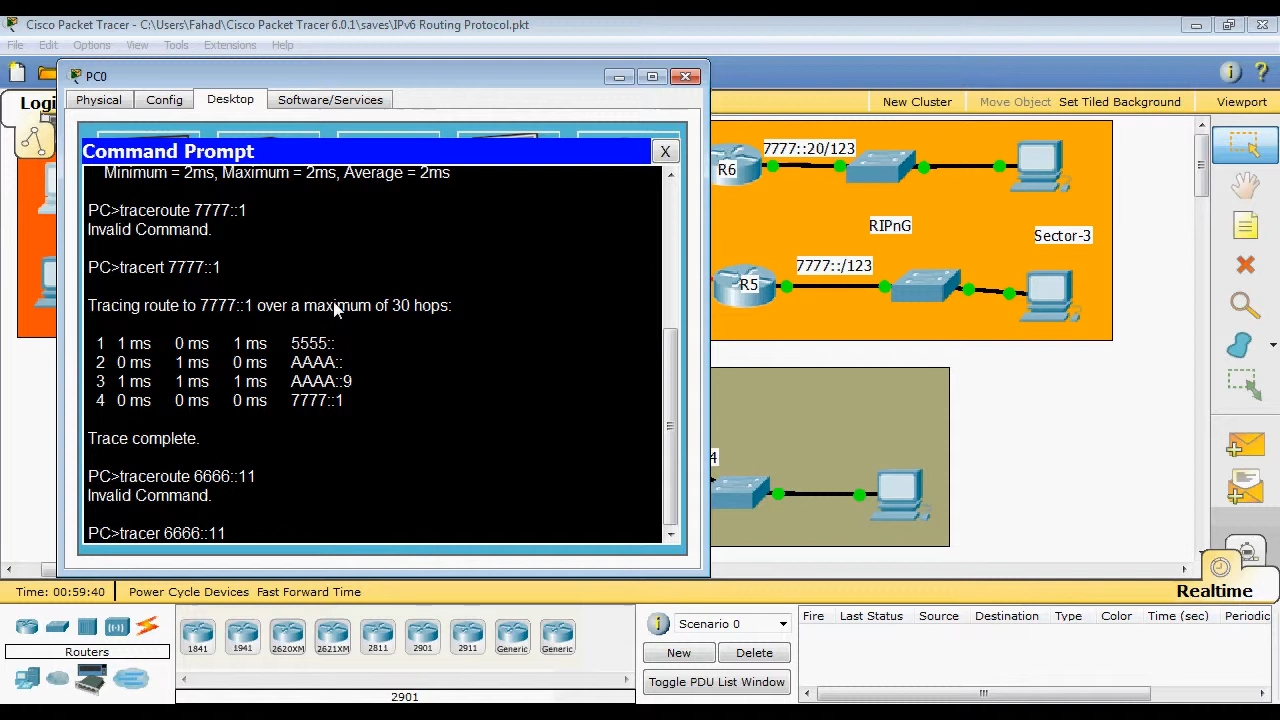 Cisco Packet Tracer - C:\Users\Fahad\Cisco Packet Tracer 6.0.1\saves\IPv6 Routing Protocol.pkt
File Edit Options View Tools Extensions Help
PC0
Physical Config Desktop Software/Services
Logi
New Cluster Move Object Set Tiled Background Viewport
Command Prompt X
Minimum = 2ms, Maximum = 2ms, Average = 2ms
PC>traceroute 7777::1
Invalid Command.
PC>tracert 7777::1
Tracing route to 7777::1 over a maximum of 30 hops:
1 1 ms 0 ms 1 ms 5555::
2 0 ms 1 ms 0 ms AAAA::
3 1 ms 1 ms 1 ms AAAA::9
4 0 ms 0 ms 0 ms 7777::1
Trace complete.
PC>traceroute 6666::11
Invalid Command.
PC>tracer 6666::11
7777::20/123
R6
RIPnG
Sector-3
7777::/123
R5
4
Realtime
Time: 00:59:40 Power Cycle Devices Fast Forward Time
Routers
1841 1941 2620XM 2621XM 2811 2901 2911 Generic Generic
2901
Scenario 0
New Delete
Toggle PDU List Window
Fire Last Status Source Destination Type Color Time (sec) Periodic